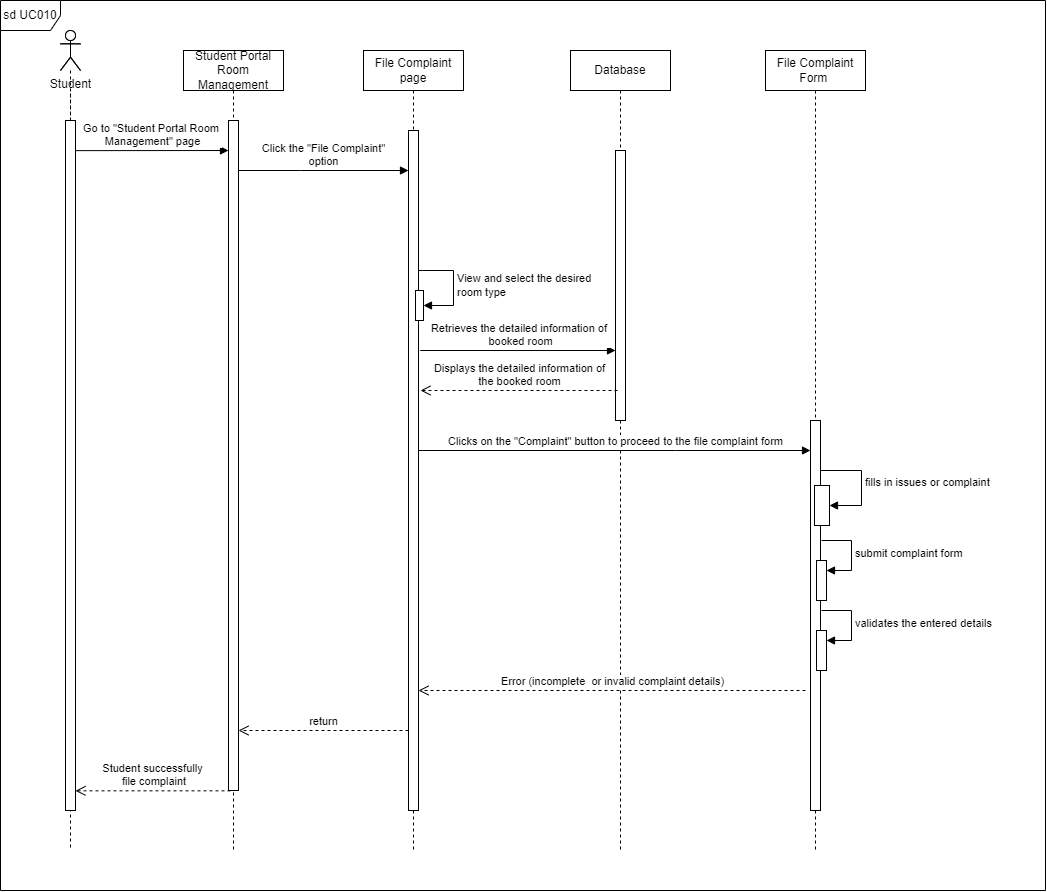 sd UC010
Student
Student Portal
Room
Management
File Complaint
page
Database
File Complaint
Form
Go to "Student Portal Room
Management" page
Click the "File Complaint"
option
View and select the desired
room type
Retrieves the detailed information of
booked room
Displays the detailed information of
the booked room
Clicks on the "Complaint" button to proceed to the file complaint form
fills in issues or complaint
submit complaint form
validates the entered details
Error (incomplete or invalid complaint details)
return
Student successfully
file complaint